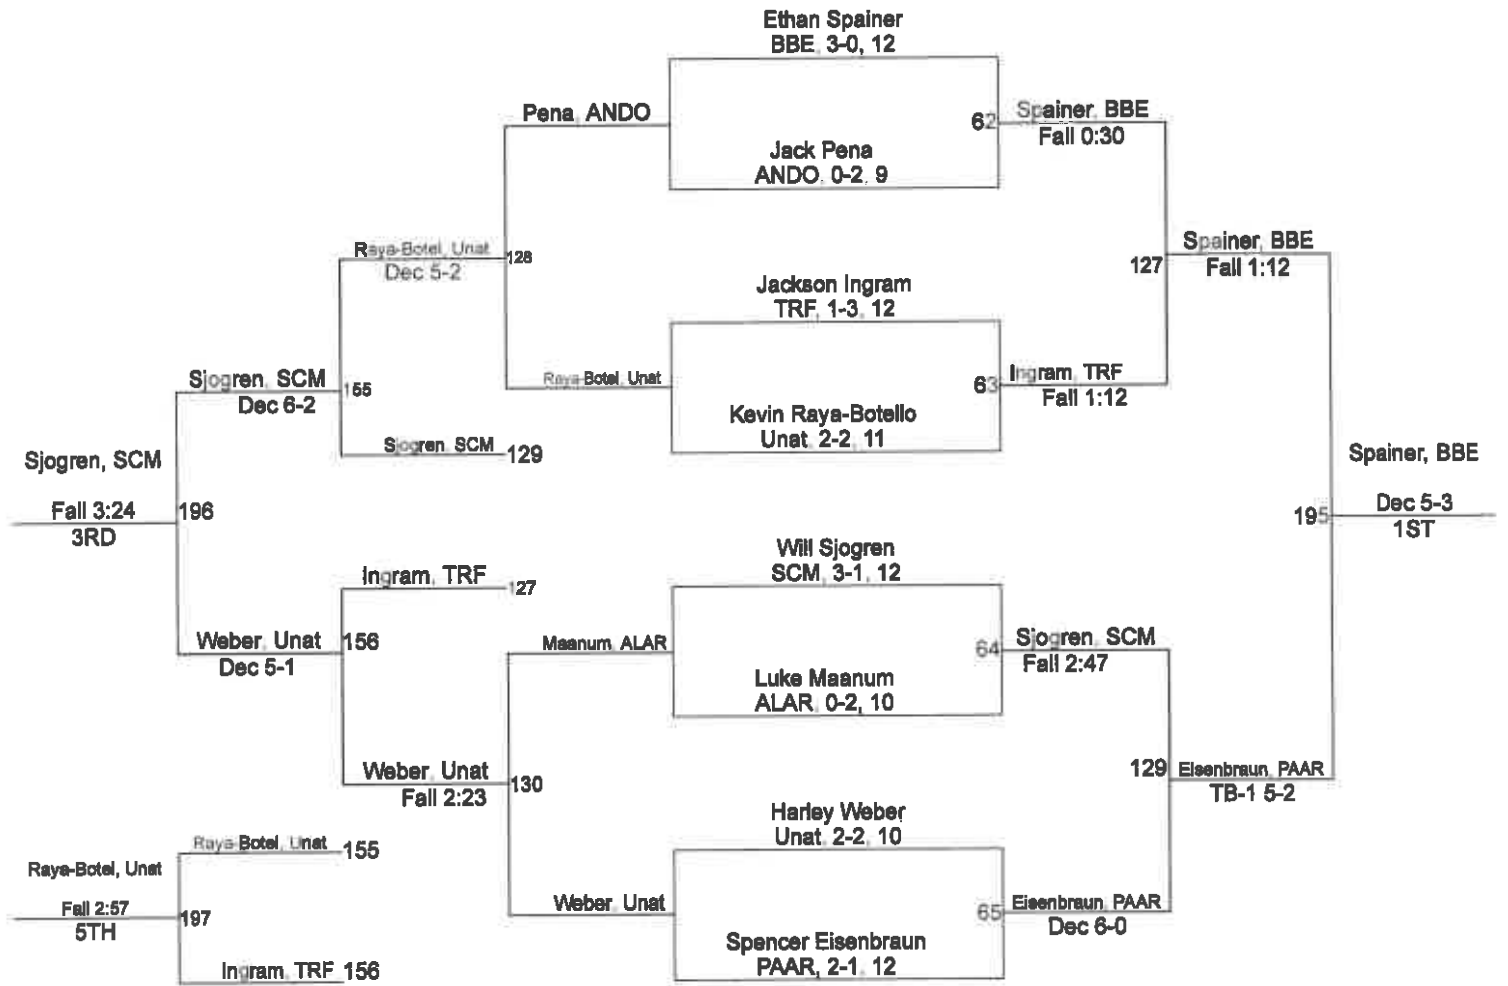 Ethan Spainer
BBE, 3-0, 12
Pena, ANDO
62
Spainer, BBE
Fall 0:30
Jack Pena
ANDO, 0-2, 9
Raya-Botel, Unat
Dec 5-2
128
Spainer, BBE
Fall 1:12
127
Jackson Ingram
TRF, 1-3, 12
Sjogren, SCM
Dec 6-2
155
Raya-Botel, Unat
63
Ingram, TRF
Fall 1:12
Kevin Raya-Botello
Unat, 2-2, 11
Sjogren, SCM
129
Sjogren, SCM
Fall 3:24
3RD
196
Spainer, BBE
Dec 5-3
1ST
195
Will Sjogren
SCM, 3-1, 12
Ingram, TRF
127
Weber, Unat
Dec 5-1
156
Maanum, ALAR
64
Sjogren, SCM
Fall 2:47
Luke Maanum
ALAR, 0-2, 10
Weber, Unat
Fall 2:23
130
129
Eisenbraun, PAAR
TB-1 5-2
Harley Weber
Unat, 2-2, 10
Raya-Botel, Unat
155
Raya-Botel, Unat
Fall 2:57
5TH
197
Weber, Unat
65
Eisenbraun, PAAR
Dec 6-0
Spencer Eisenbraun
PAAR, 2-1, 12
Ingram, TRF
156